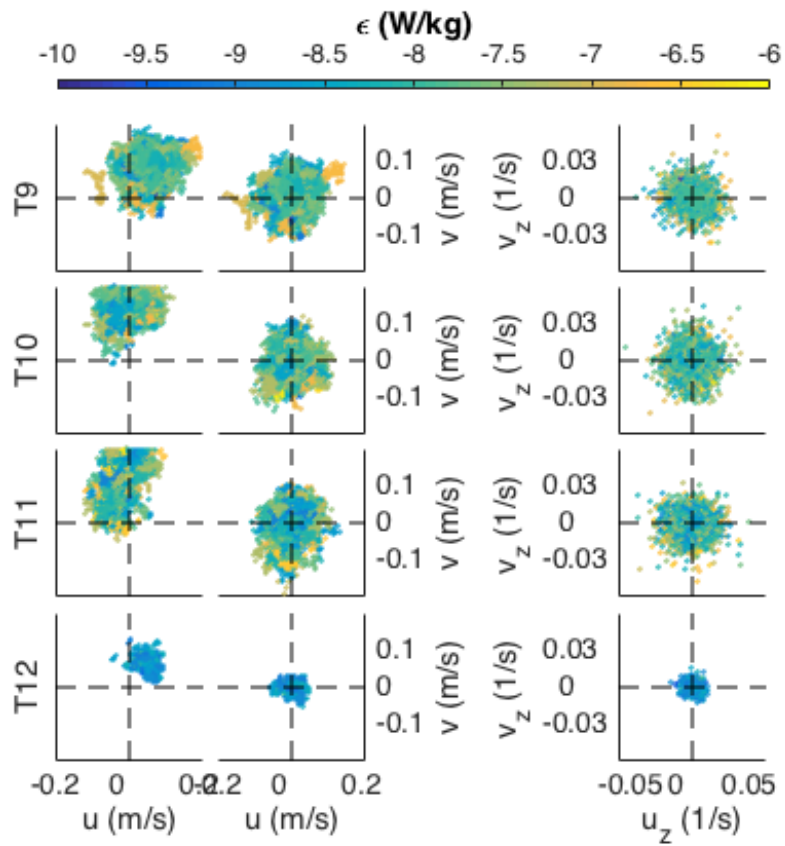 ϵ (W/kg)
-10 -9.5 -9 -8.5 -8 -7.5 -7 -6.5 -6
T9
0.1 0 -0.1 v (m/s)
0.03 0 -0.03 v_z (1/s)
T10
0.1 0 -0.1 v (m/s)
0.03 0 -0.03 v_z (1/s)
T11
0.1 0 -0.1 v (m/s)
0.03 0 -0.03 v_z (1/s)
T12
0.1 0 -0.1 v (m/s)
0.03 0 -0.03 v_z (1/s)
-0.2 0 0.2 -0.2 0 0.2 -0.05 0 0.05
u (m/s) u (m/s) u_z (1/s)